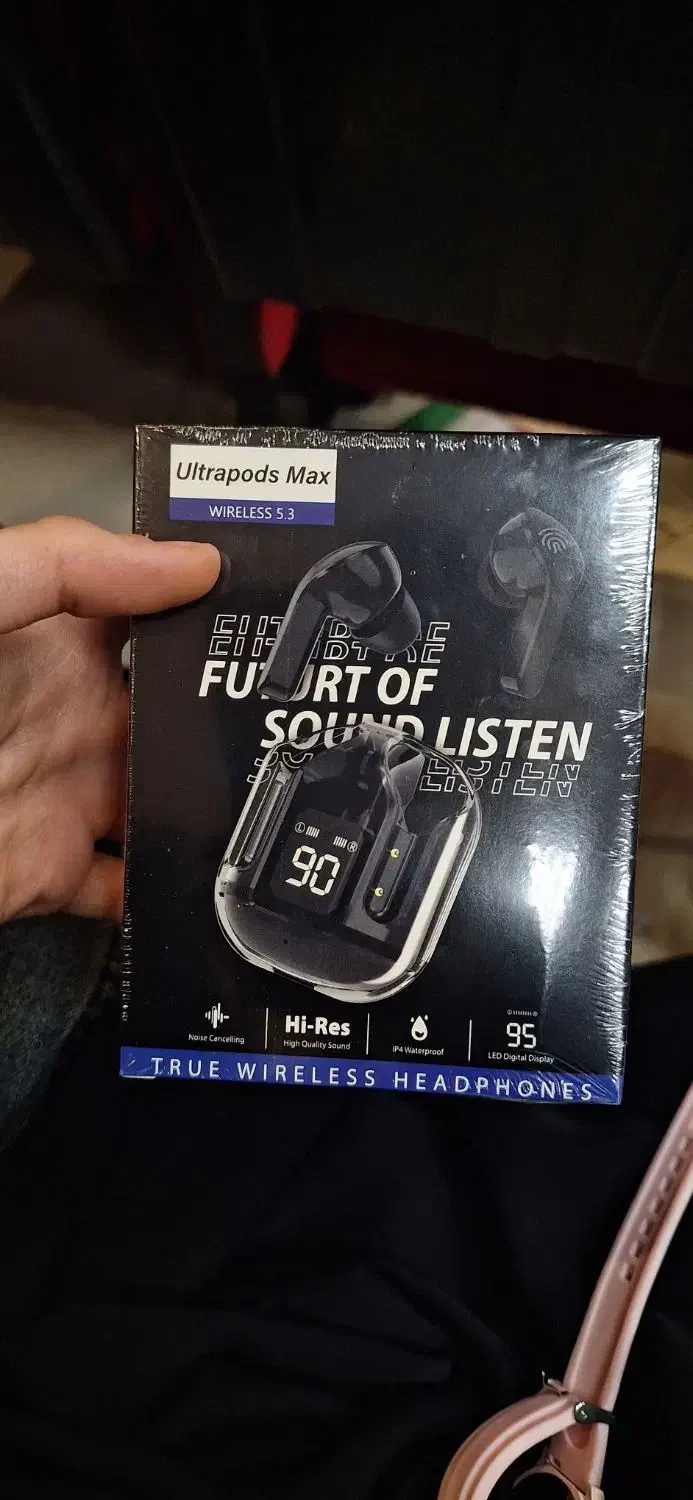 Ultrapods Max
WIRELESS 5.3
FUTURT OF
SOUND LISTEN
L R
90
Noise Cancelling
Hi-Res
High Quality Sound
IP4 Waterproof
95
LED Digital Display
TRUE WIRELESS HEADPHONES